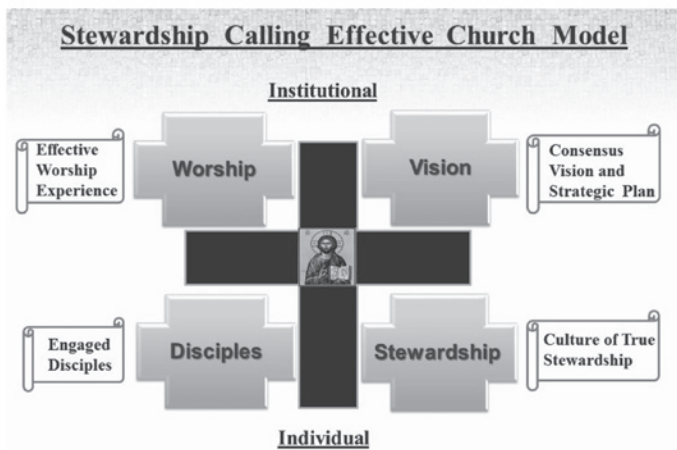 Stewardship Calling Effective Church Model
Institutional
Effective
Worship
Experience
Worship
Vision
Consensus
Vision and
Strategic Plan
Engaged
Disciples
Disciples
Stewardship
Culture of True
Stewardship
Individual